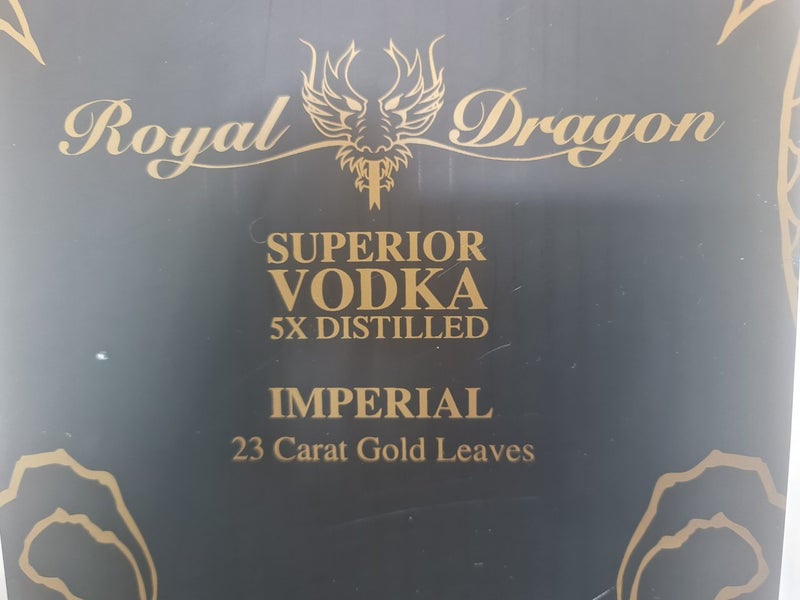 Royal Dragon
SUPERIOR
VODKA
5X DISTILLED
IMPERIAL
23 Carat Gold Leaves